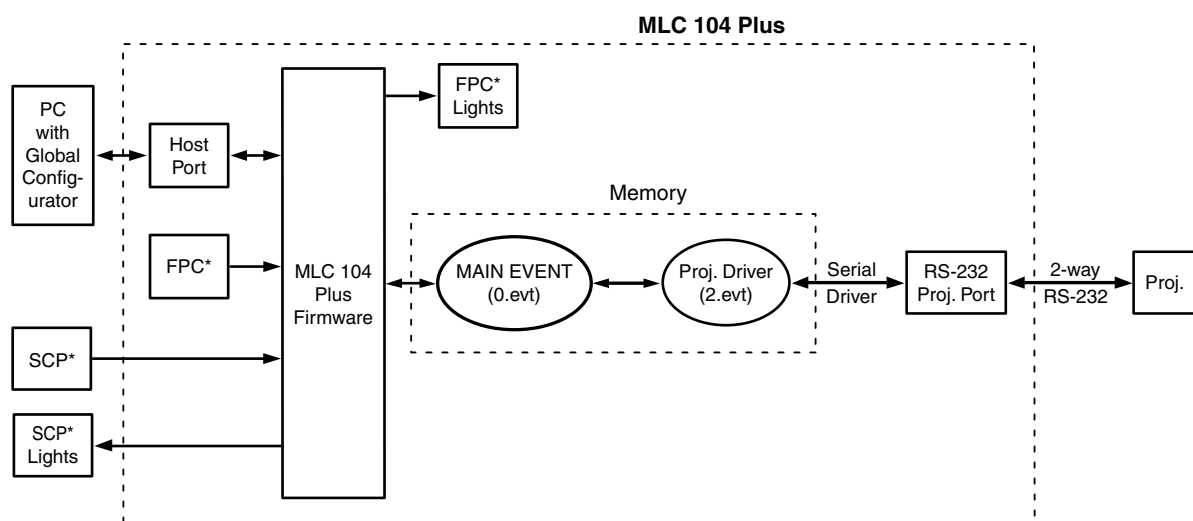 MLC 104 Plus
PC
with
Global
Config-
urator
Host
Port
FPC*
SCP*
SCP*
Lights
MLC 104
Plus
Firmware
FPC*
Lights
Memory
MAIN EVENT
(0.evt)
Proj. Driver
(2.evt)
Serial
Driver
RS-232
Proj. Port
2-way
RS-232
Proj.